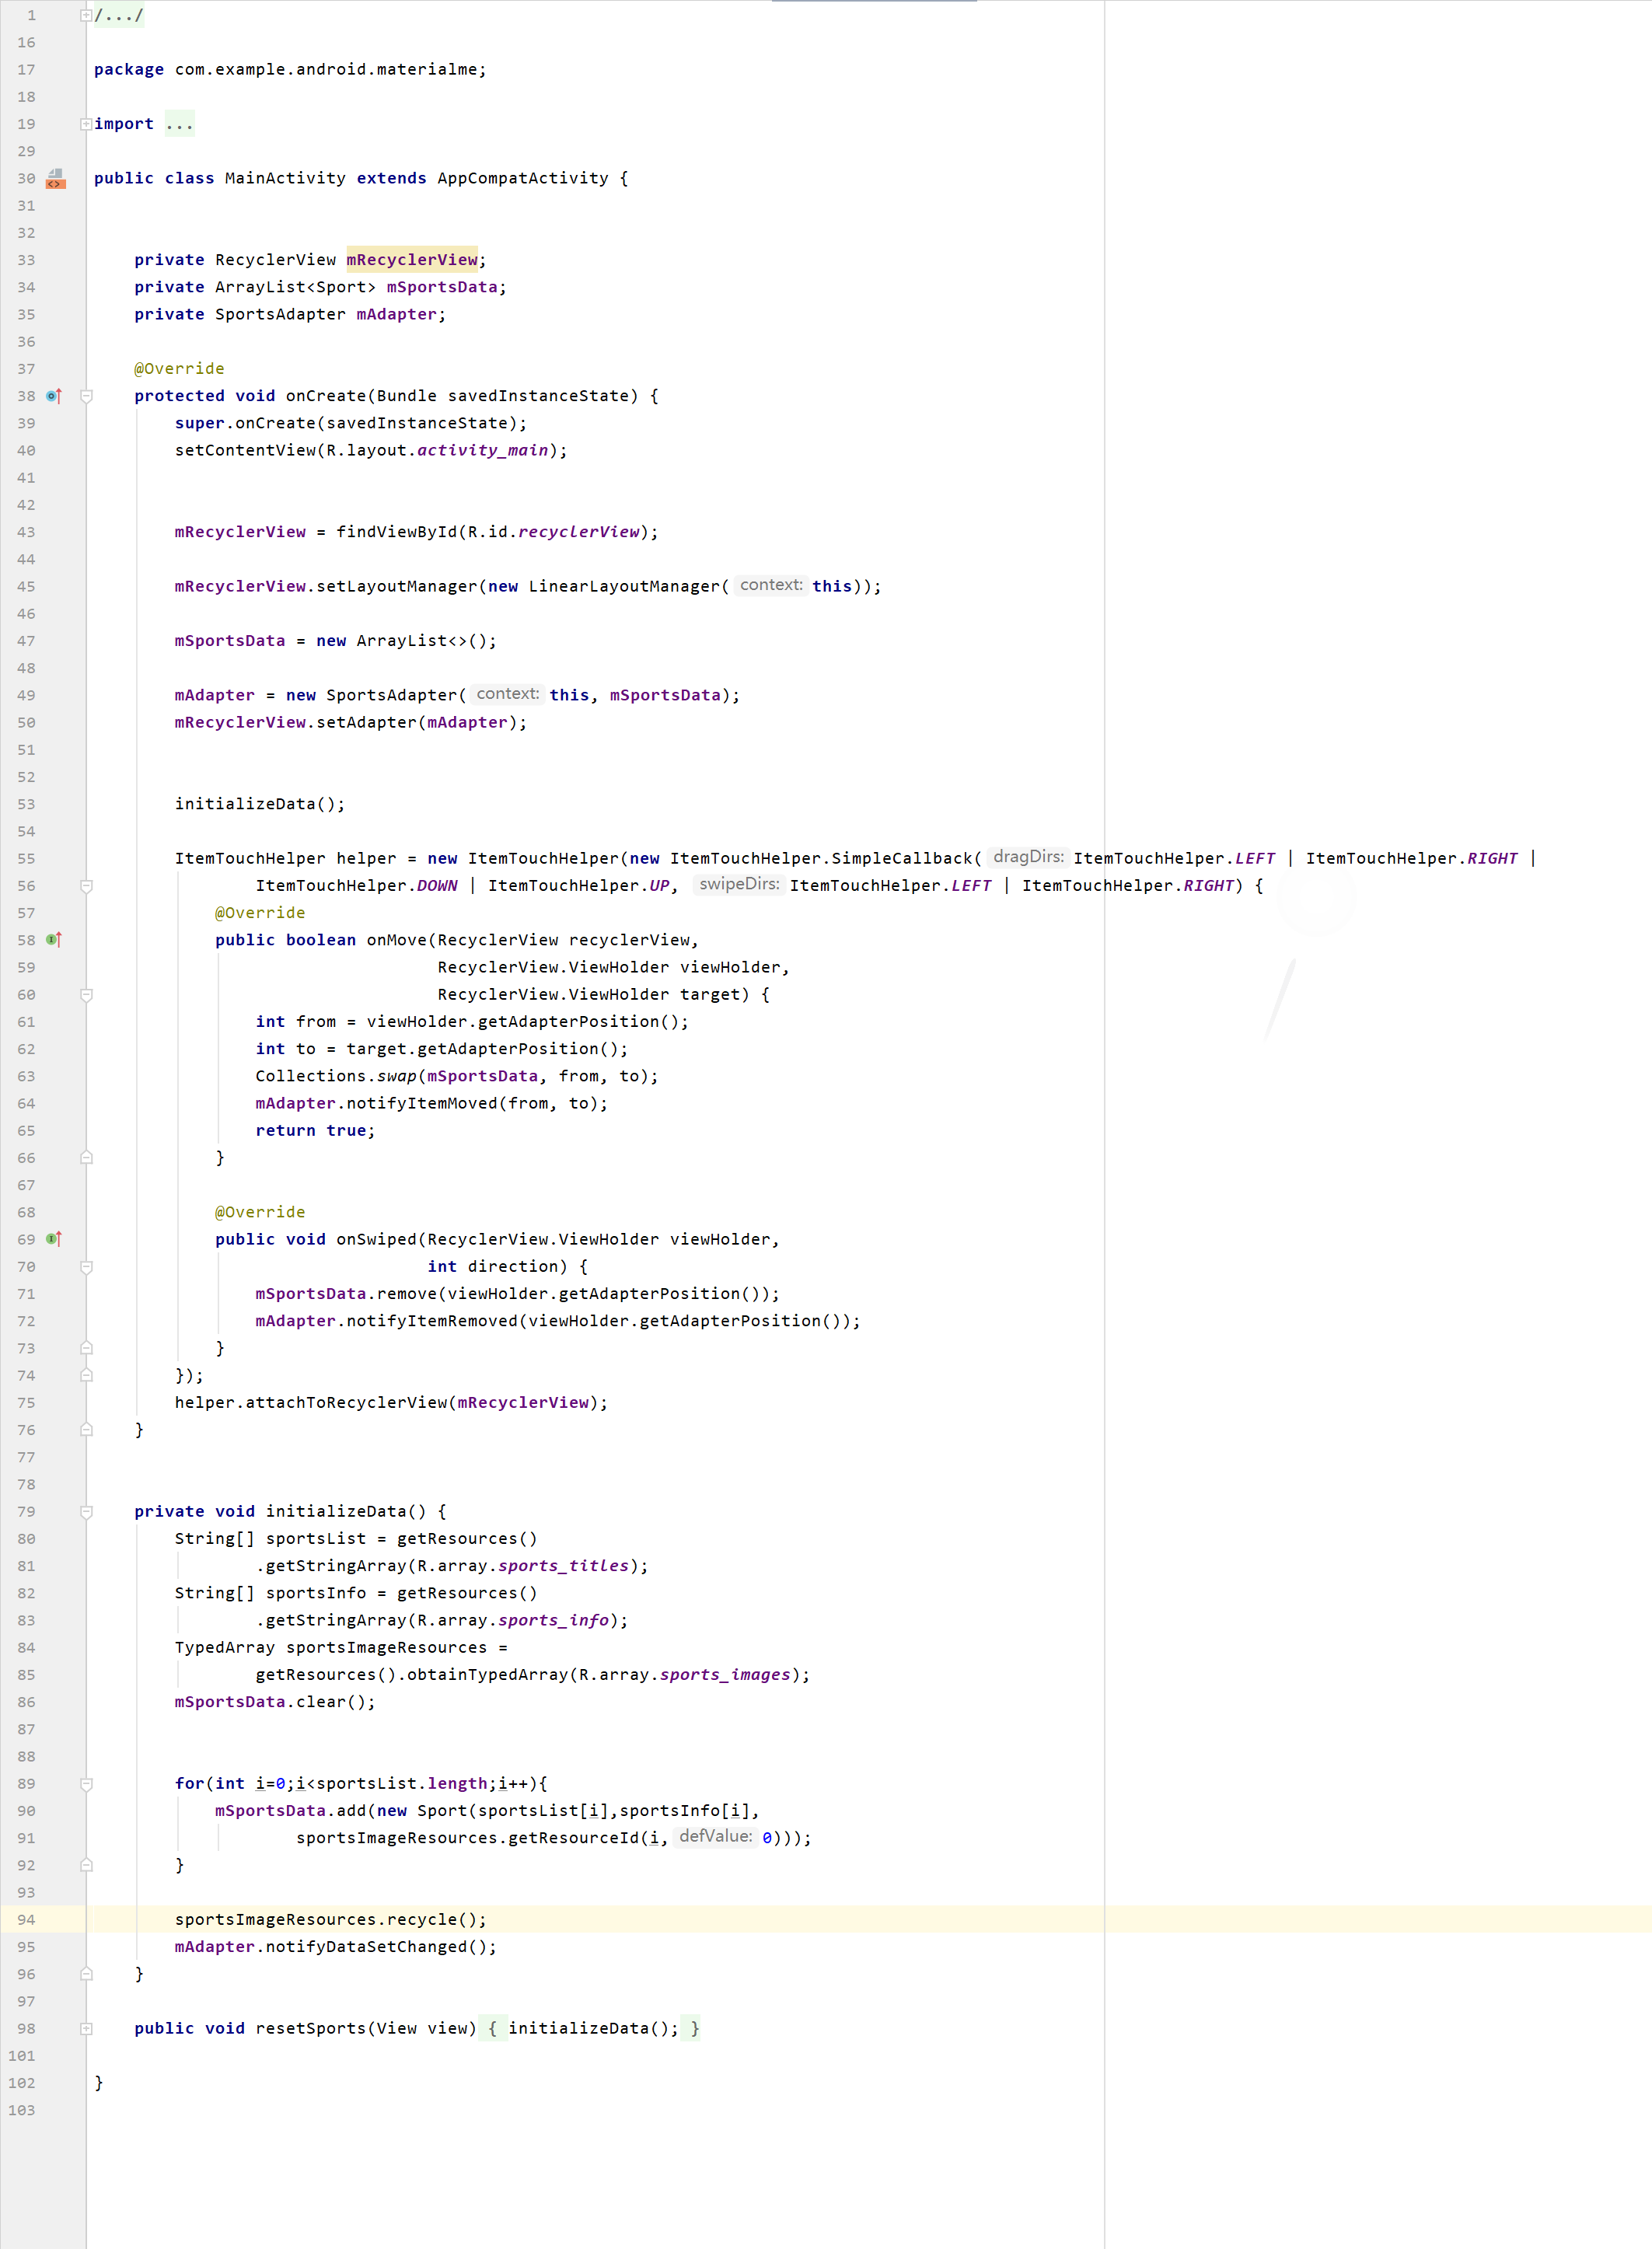 1 /.../
16
17 package com.example.android.materialme;
18
19 import ...
29
30 public class MainActivity extends AppCompatActivity {
31
32
33 private RecyclerView mRecyclerView;
34 private ArrayList<Sport> mSportsData;
35 private SportsAdapter mAdapter;
36
37 @Override
38 protected void onCreate(Bundle savedInstanceState) {
39 super.onCreate(savedInstanceState);
40 setContentView(R.layout.activity_main);
41
42
43 mRecyclerView = findViewById(R.id.recyclerView);
44
45 mRecyclerView.setLayoutManager(new LinearLayoutManager( context: this));
46
47 mSportsData = new ArrayList<>();
48
49 mAdapter = new SportsAdapter( context: this, mSportsData);
50 mRecyclerView.setAdapter(mAdapter);
51
52
53 initializeData();
54
55 ItemTouchHelper helper = new ItemTouchHelper(new ItemTouchHelper.SimpleCallback( dragDirs: ItemTouchHelper.LEFT | ItemTouchHelper.RIGHT |
56 ItemTouchHelper.DOWN | ItemTouchHelper.UP, swipeDirs: ItemTouchHelper.LEFT | ItemTouchHelper.RIGHT) {
57 @Override
58 public boolean onMove(RecyclerView recyclerView,
59 RecyclerView.ViewHolder viewHolder,
60 RecyclerView.ViewHolder target) {
61 int from = viewHolder.getAdapterPosition();
62 int to = target.getAdapterPosition();
63 Collections.swap(mSportsData, from, to);
64 mAdapter.notifyItemMoved(from, to);
65 return true;
66 }
67
68 @Override
69 public void onSwiped(RecyclerView.ViewHolder viewHolder,
70 int direction) {
71 mSportsData.remove(viewHolder.getAdapterPosition());
72 mAdapter.notifyItemRemoved(viewHolder.getAdapterPosition());
73 }
74 });
75 helper.attachToRecyclerView(mRecyclerView);
76 }
77
78
79 private void initializeData() {
80 String[] sportsList = getResources()
81 .getStringArray(R.array.sports_titles);
82 String[] sportsInfo = getResources()
83 .getStringArray(R.array.sports_info);
84 TypedArray sportsImageResources =
85 getResources().obtainTypedArray(R.array.sports_images);
86 mSportsData.clear();
87
88
89 for(int i=0;i<sportsList.length;i++){
90 mSportsData.add(new Sport(sportsList[i],sportsInfo[i],
91 sportsImageResources.getResourceId(i, defValue: 0)));
92 }
93
94 sportsImageResources.recycle();
95 mAdapter.notifyDataSetChanged();
96 }
97
98 public void resetSports(View view) { initializeData(); }
101
102 }
103